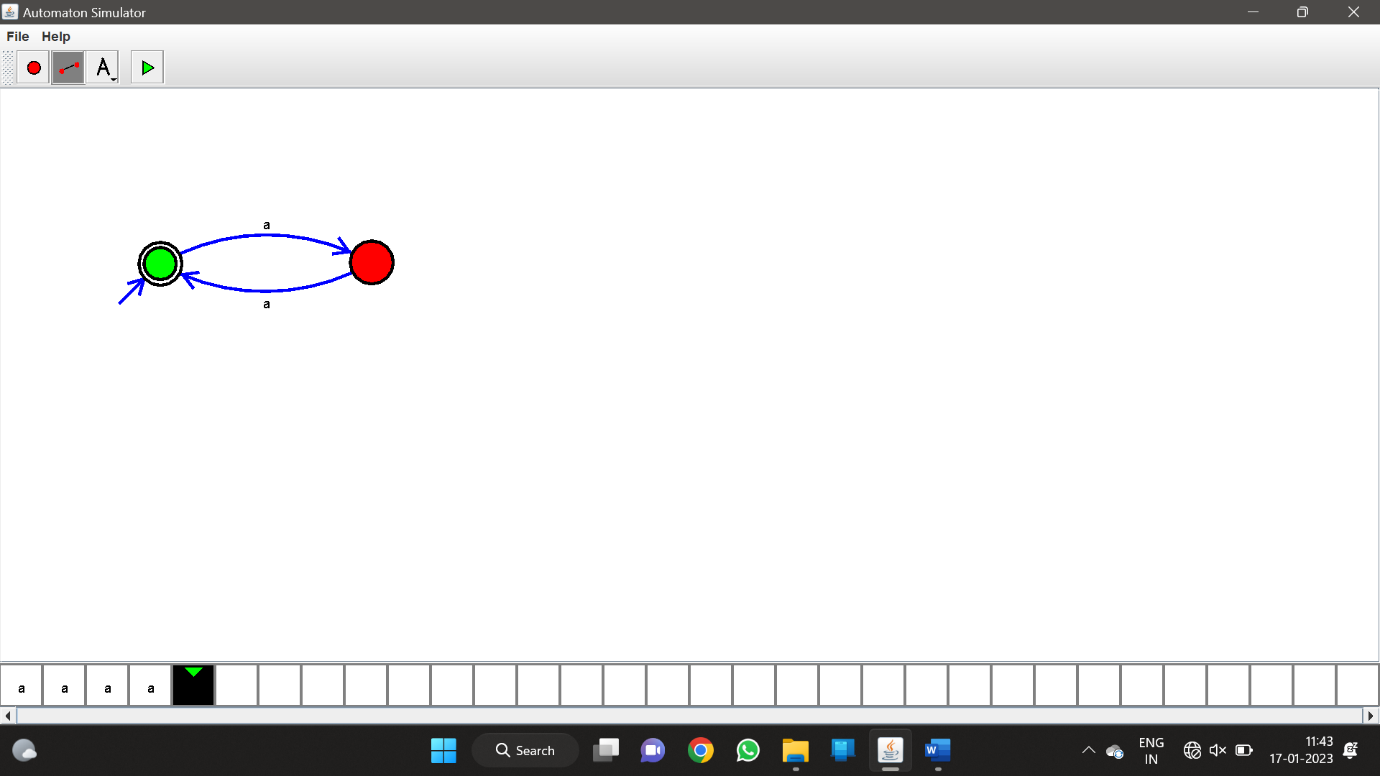 Automaton Simulator
File Help
A
a
a
a a a a
Search
ENG
IN
11:43
17-01-2023